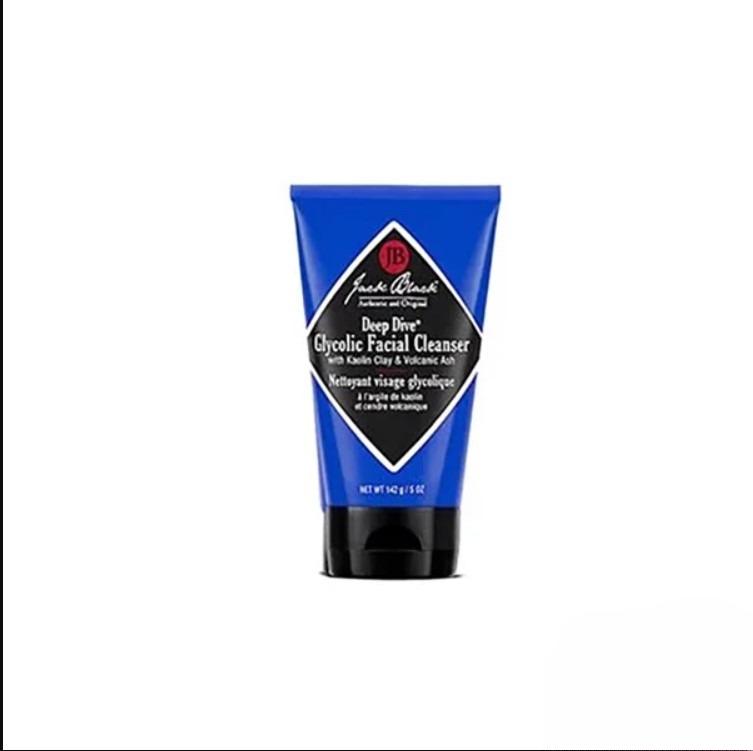 JB
Jack Black
Authentic and Original
Deep Dive®
Glycolic Facial Cleanser
with Kaolin Clay & Volcanic Ash
Nettoyant visage glycolique
à l'argile de kaolin
et cendre volcanique
NET WT 142 g / 5 OZ